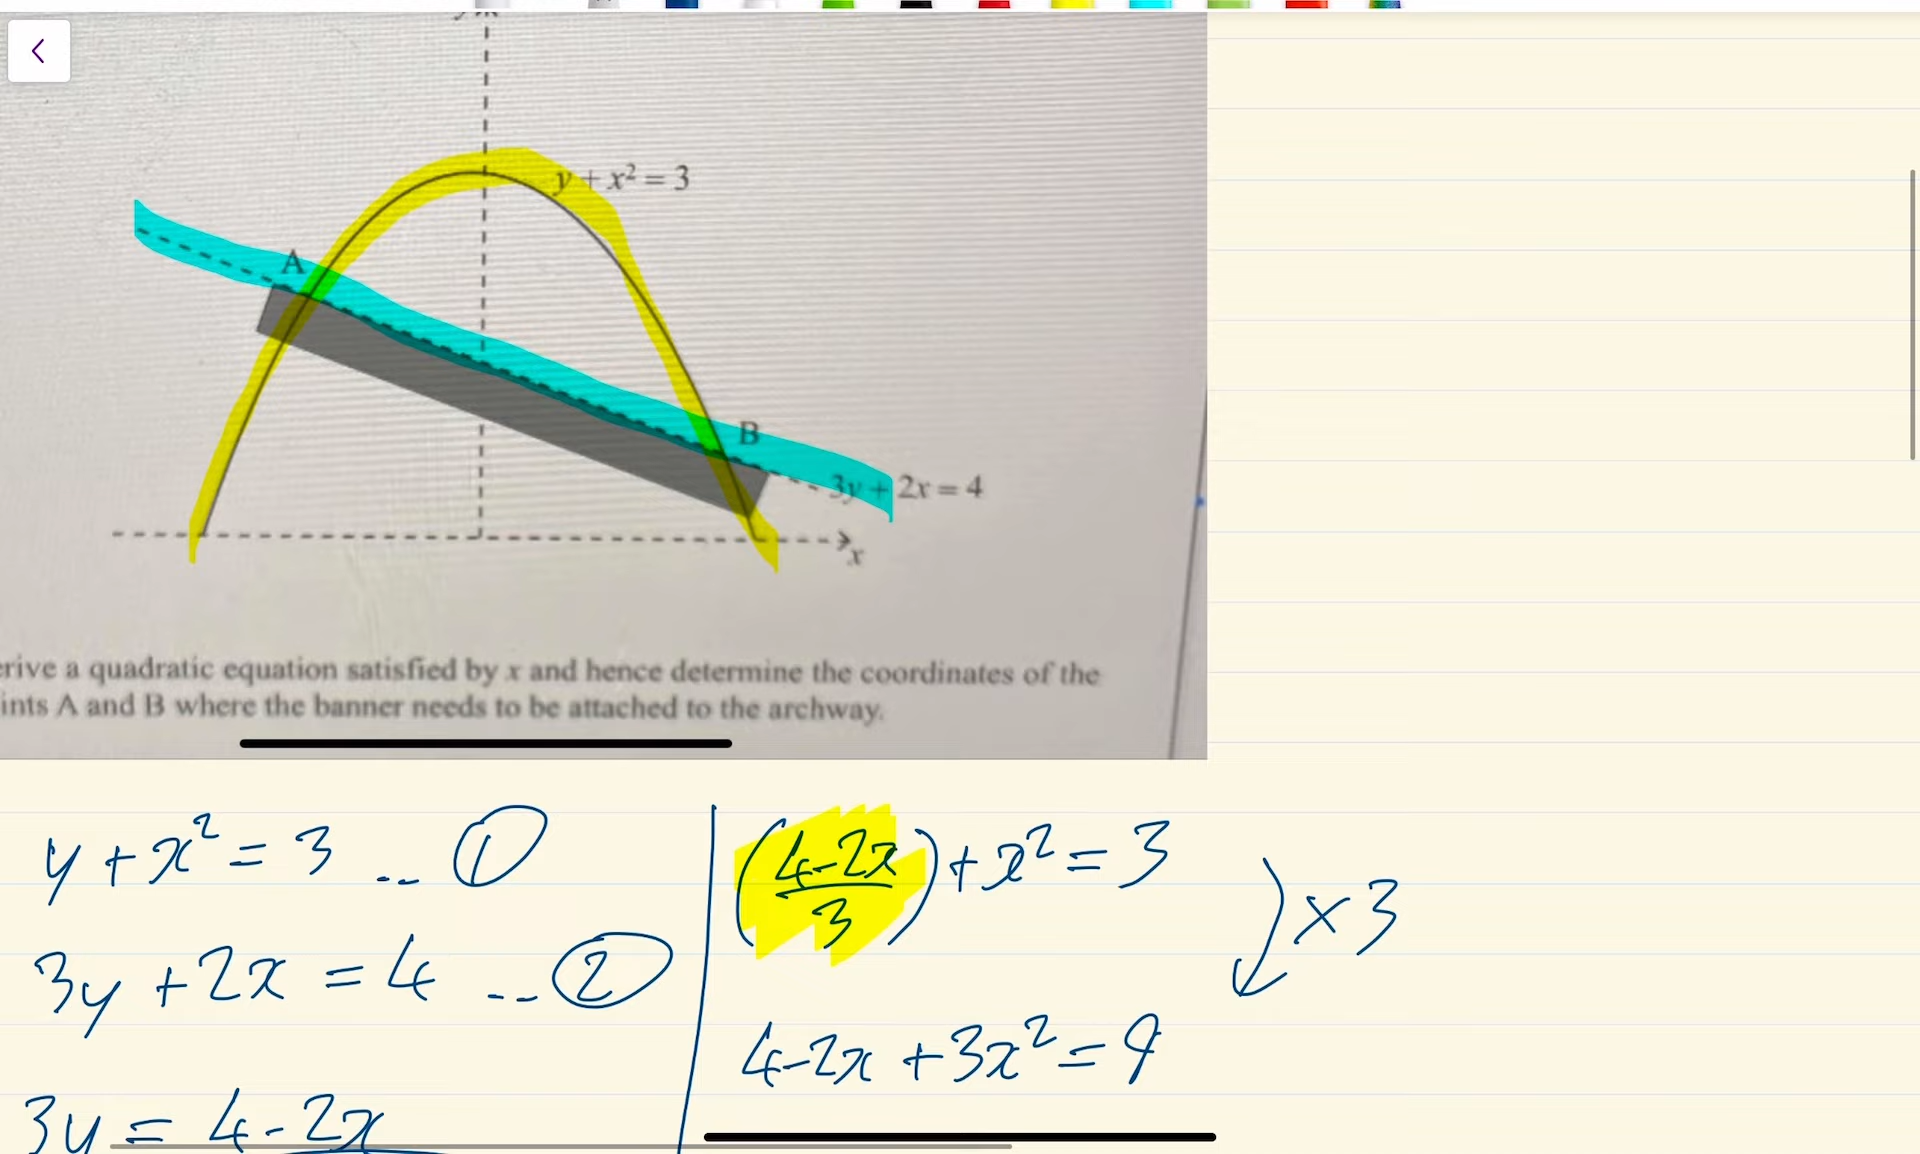 y
y + x² = 3
A
B
3y + 2x = 4
x
erive a quadratic equation satisfied by x and hence determine the coordinates of the
ints A and B where the banner needs to be attached to the archway.
y + x² = 3 .. ①
3y + 2x = 4 -- ②
3y = 4 - 2x
(4-2x/3) + x² = 3
× 3
4-2x + 3x² = 9